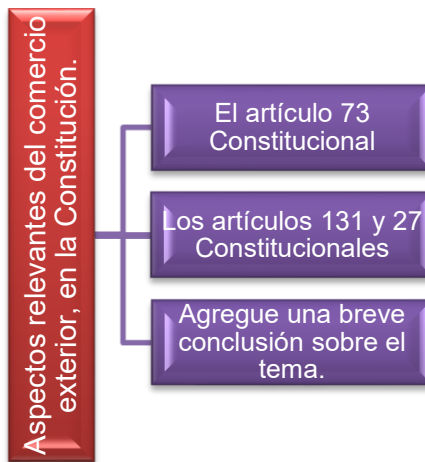 Aspectos relevantes del comercio
exterior, en la Constitución.
El artículo 73
Constitucional
Los artículos 131 y 27
Constitucionales
Agregue una breve
conclusión sobre el
tema.